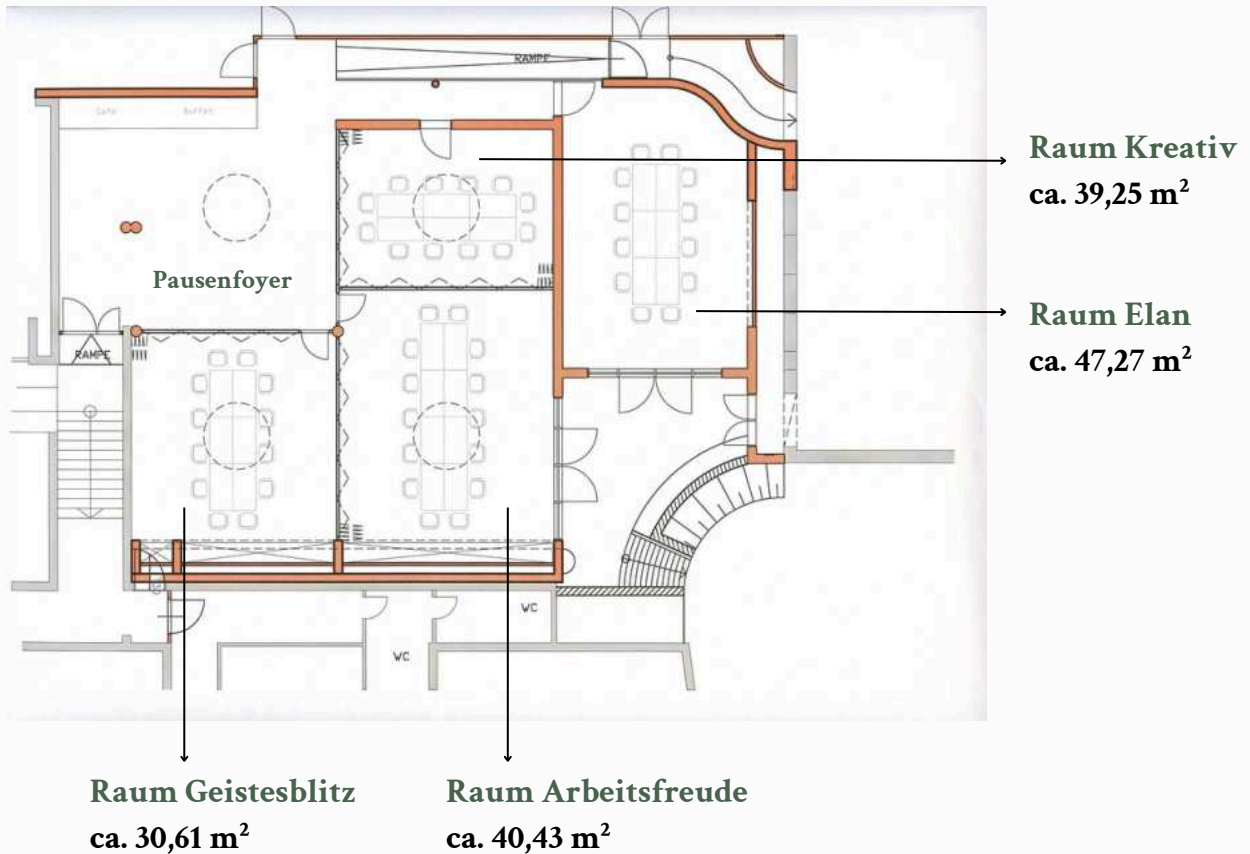 RAMPE
Café Buffet
Raum Kreativ
ca. 39,25 m²
Pausenfoyer
Raum Elan
ca. 47,27 m²
RAMPE
WC
WC
Raum Geistesblitz
ca. 30,61 m²
Raum Arbeitsfreude
ca. 40,43 m²